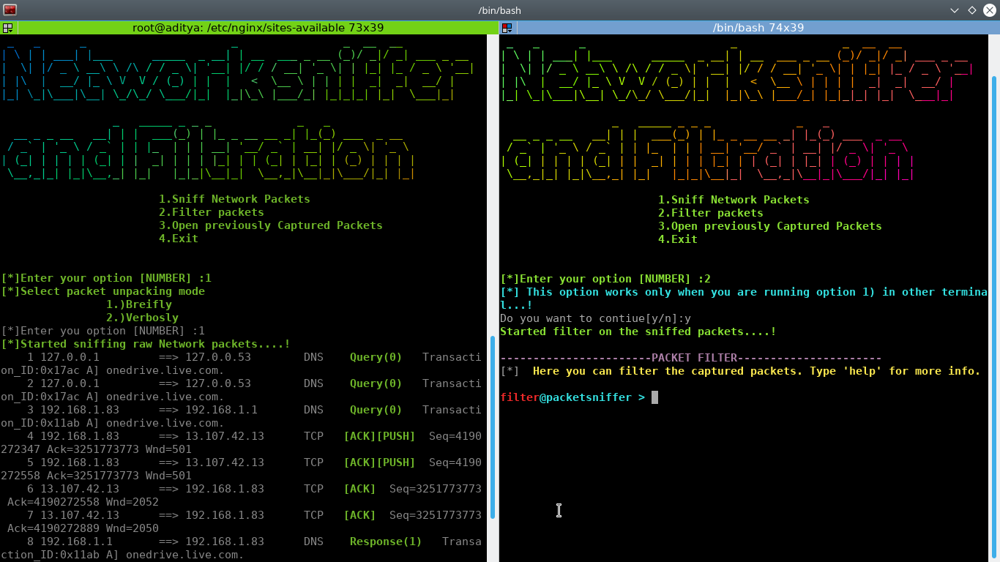 /bin/bash
root@aditya: /etc/nginx/sites-available 73x39
Networksniffer
and Filtration
1.Sniff Network Packets
2.Filter packets
3.Open previously Captured Packets
4.Exit
[*]Enter your option [NUMBER] :1
[*]Select packet unpacking mode
1.)Breifly
2.)Verbosly
[*]Enter you option [NUMBER] :1
[*]Started sniffing raw Network packets....!
1 127.0.0.1 ==> 127.0.0.53 DNS Query(0) Transacti
on_ID:0x17ac A] onedrive.live.com.
2 127.0.0.1 ==> 127.0.0.53 DNS Query(0) Transacti
on_ID:0x17ac A] onedrive.live.com.
3 192.168.1.83 ==> 192.168.1.1 DNS Query(0) Transacti
on_ID:0x11ab A] onedrive.live.com.
4 192.168.1.83 ==> 13.107.42.13 TCP [ACK][PUSH] Seq=4190
272347 Ack=3251773773 Wnd=501
5 192.168.1.83 ==> 13.107.42.13 TCP [ACK][PUSH] Seq=4190
272558 Ack=3251773773 Wnd=501
6 13.107.42.13 ==> 192.168.1.83 TCP [ACK] Seq=3251773773
Ack=4190272558 Wnd=2052
7 13.107.42.13 ==> 192.168.1.83 TCP [ACK] Seq=3251773773
Ack=4190272889 Wnd=2050
8 192.168.1.1 ==> 192.168.1.83 DNS Response(1) Transa
ction_ID:0x11ab A] onedrive.live.com.
/bin/bash 74x39
Networksniffer
and Filtration
1.Sniff Network Packets
2.Filter packets
3.Open previously Captured Packets
4.Exit
[*]Enter your option [NUMBER] :2
[*] This option works only when you are running option 1) in other termina
l...!
Do you want to contiue[y/n]:y
Started filter on the sniffed packets....!
-----------------------PACKET FILTER----------------------
[*] Here you can filter the captured packets. Type 'help' for more info.
filter@packetsniffer >